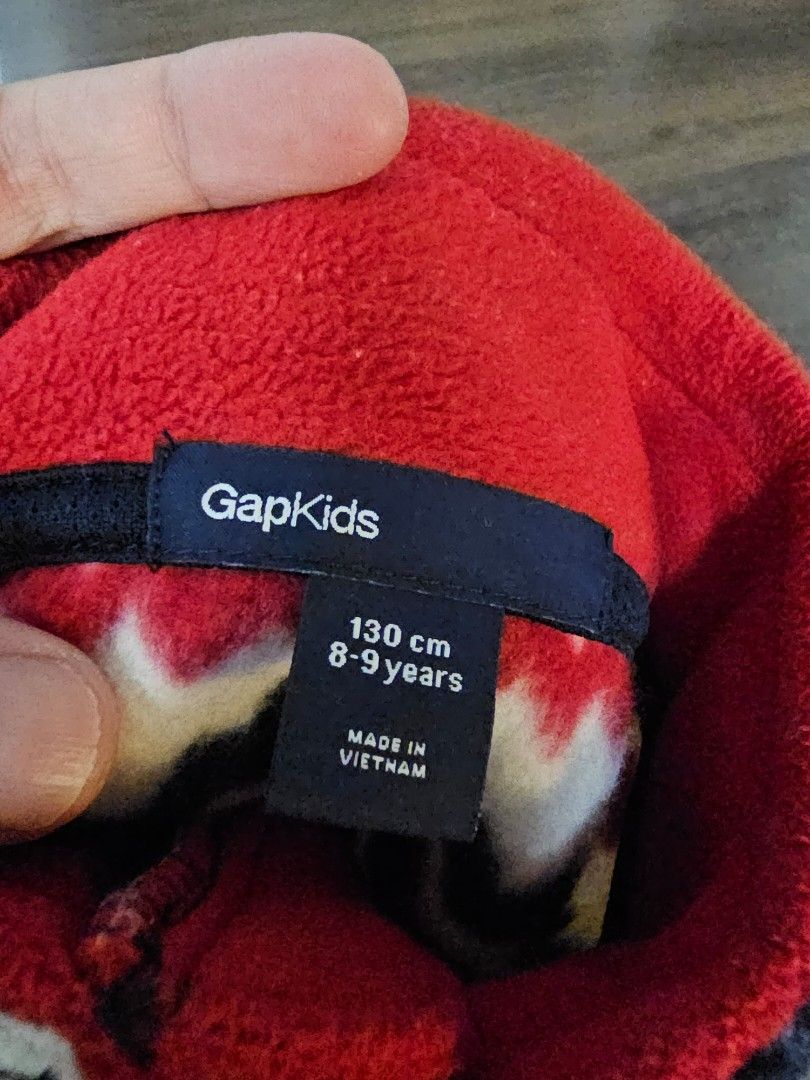 GapKids
130 cm
8-9 years
MADE IN
VIETNAM